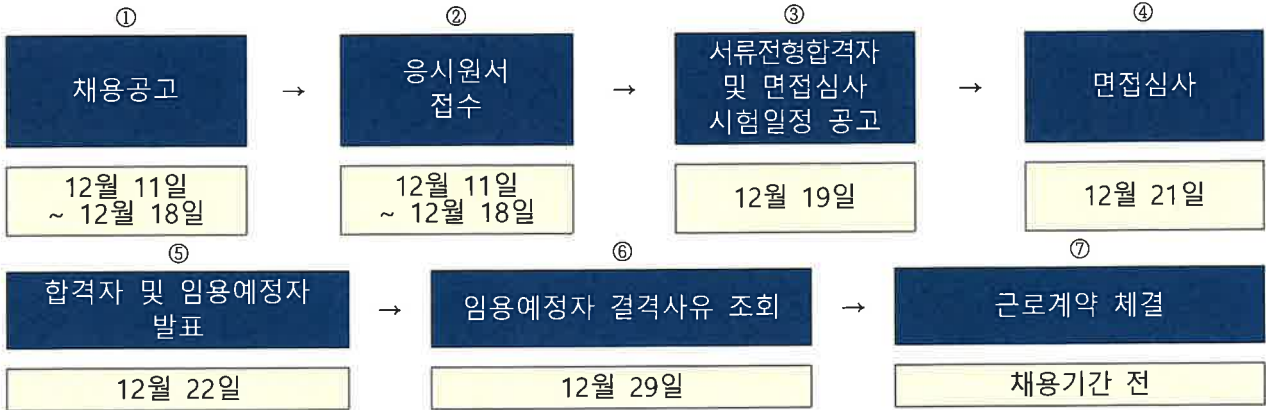 ①
채용공고
→
②
응시원서
접수
→
③
서류전형합격자
및 면접심사
시험일정 공고
→
④
면접심사
12월 11일
~ 12월 18일
12월 11일
~ 12월 18일
12월 19일
12월 21일
⑤
합격자 및 임용예정자
발표
→
⑥
임용예정자 결격사유 조회
→
⑦
근로계약 체결
12월 22일
12월 29일
채용기간 전